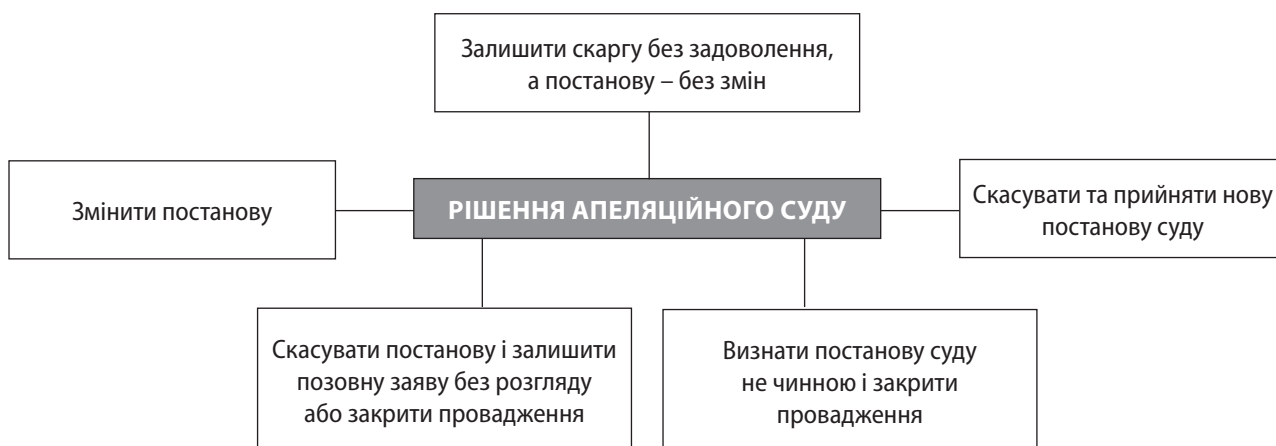 Залишити скаргу без задоволення,
а постанову – без змін
Змінити постанову
РІШЕННЯ АПЕЛЯЦІЙНОГО СУДУ
Скасувати та прийняти нову
постанову суду
Скасувати постанову і залишити
позовну заяву без розгляду
або закрити провадження
Визнати постанову суду
не чинною і закрити
провадження